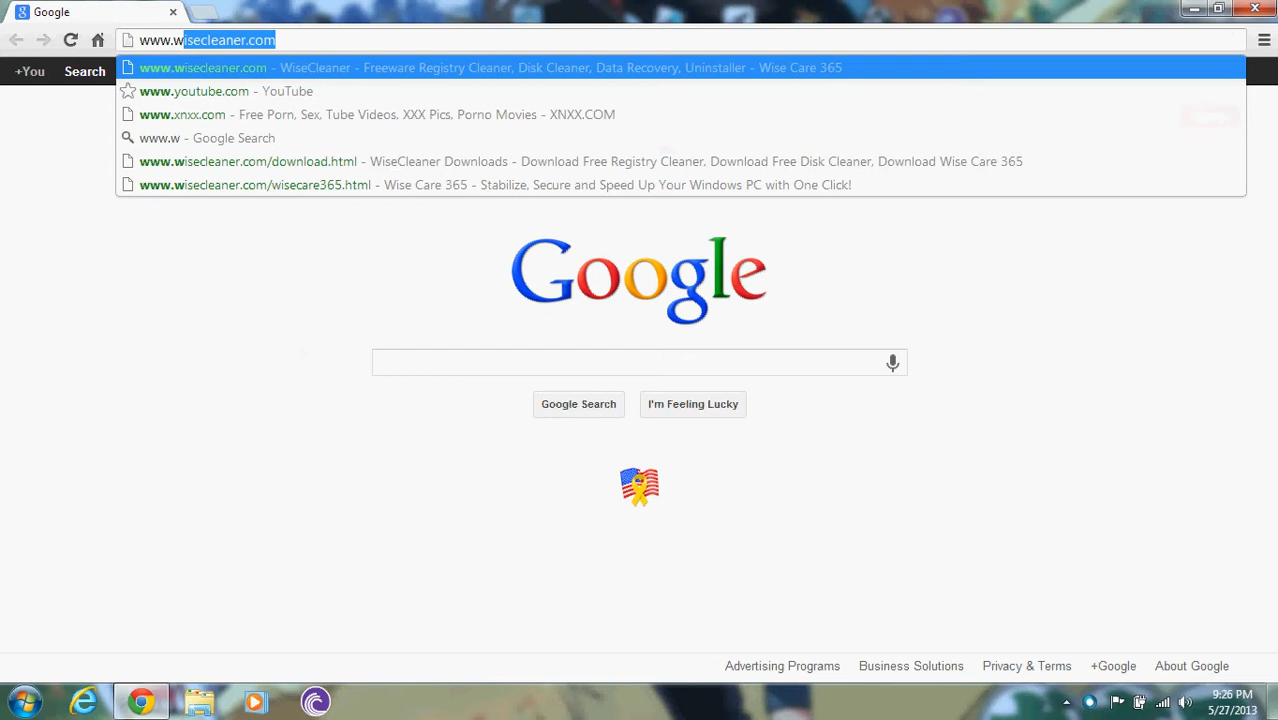 Google
www.wisecleaner.com
+You Search
www.wisecleaner.com - WiseCleaner - Freeware Registry Cleaner, Disk Cleaner, Data Recovery, Uninstaller - Wise Care 365
www.youtube.com - YouTube
www.xnxx.com - Free Porn, Sex, Tube Videos, XXX Pics, Porno Movies - XNXX.COM
www.w - Google Search
www.wisecleaner.com/download.html - WiseCleaner Downloads - Download Free Registry Cleaner, Download Free Disk Cleaner, Download Wise Care 365
www.wisecleaner.com/wisecare365.html - Wise Care 365 - Stabilize, Secure and Speed Up Your Windows PC with One Click!
Google
Google Search I'm Feeling Lucky
Advertising Programs Business Solutions Privacy & Terms +Google About Google
9:26 PM
5/27/2013